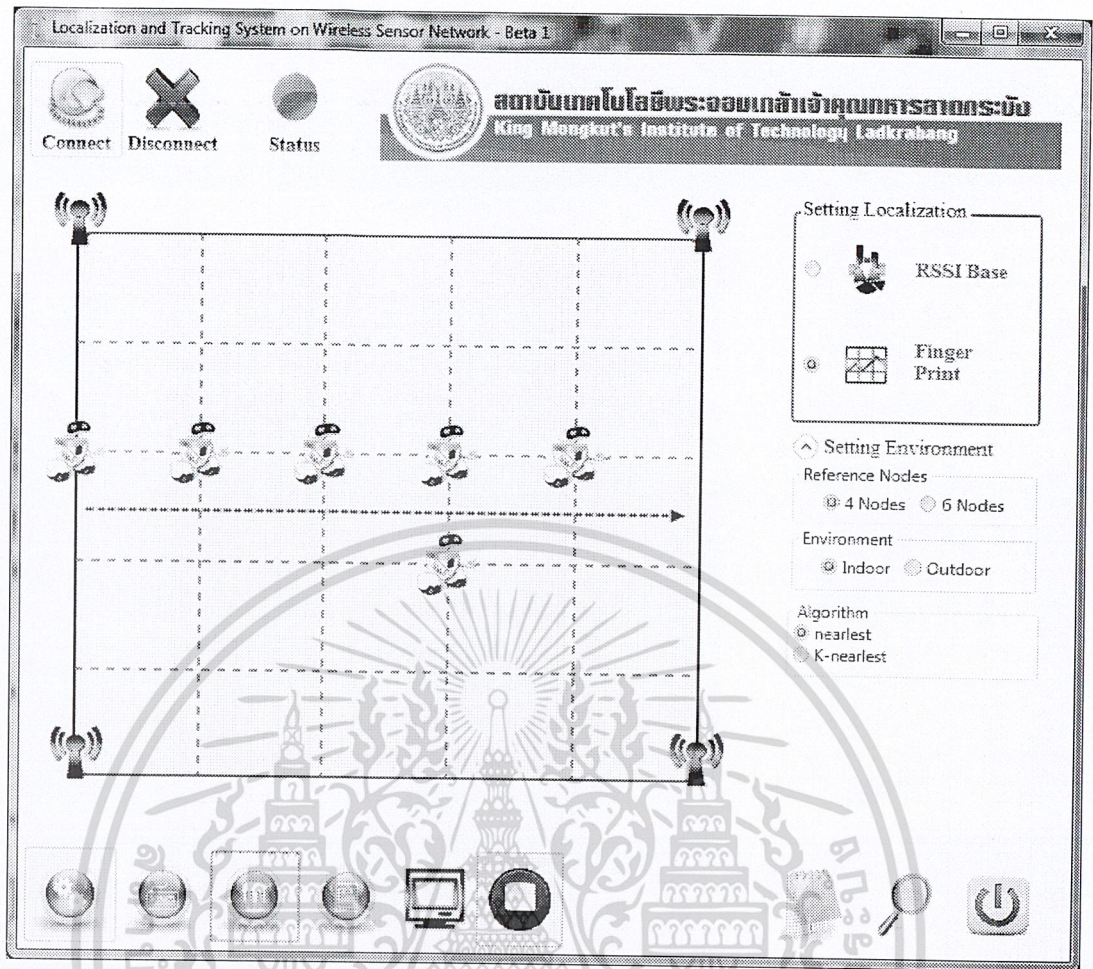 Localization and Tracking System on Wireless Sensor Network - Beta 1
Connect Disconnect Status
สถาบันเทคโนโลยีพระจอมเกล้าเจ้าคุณทหารลาดกระบัง
King Mongkut's Institute of Technology Ladkrabang
Setting Localization
RSSI Base
Finger
Print
Setting Environment
Reference Nodes
4 Nodes 6 Nodes
Environment
Indoor Outdoor
Algorithm
nearlest
K-nearlest